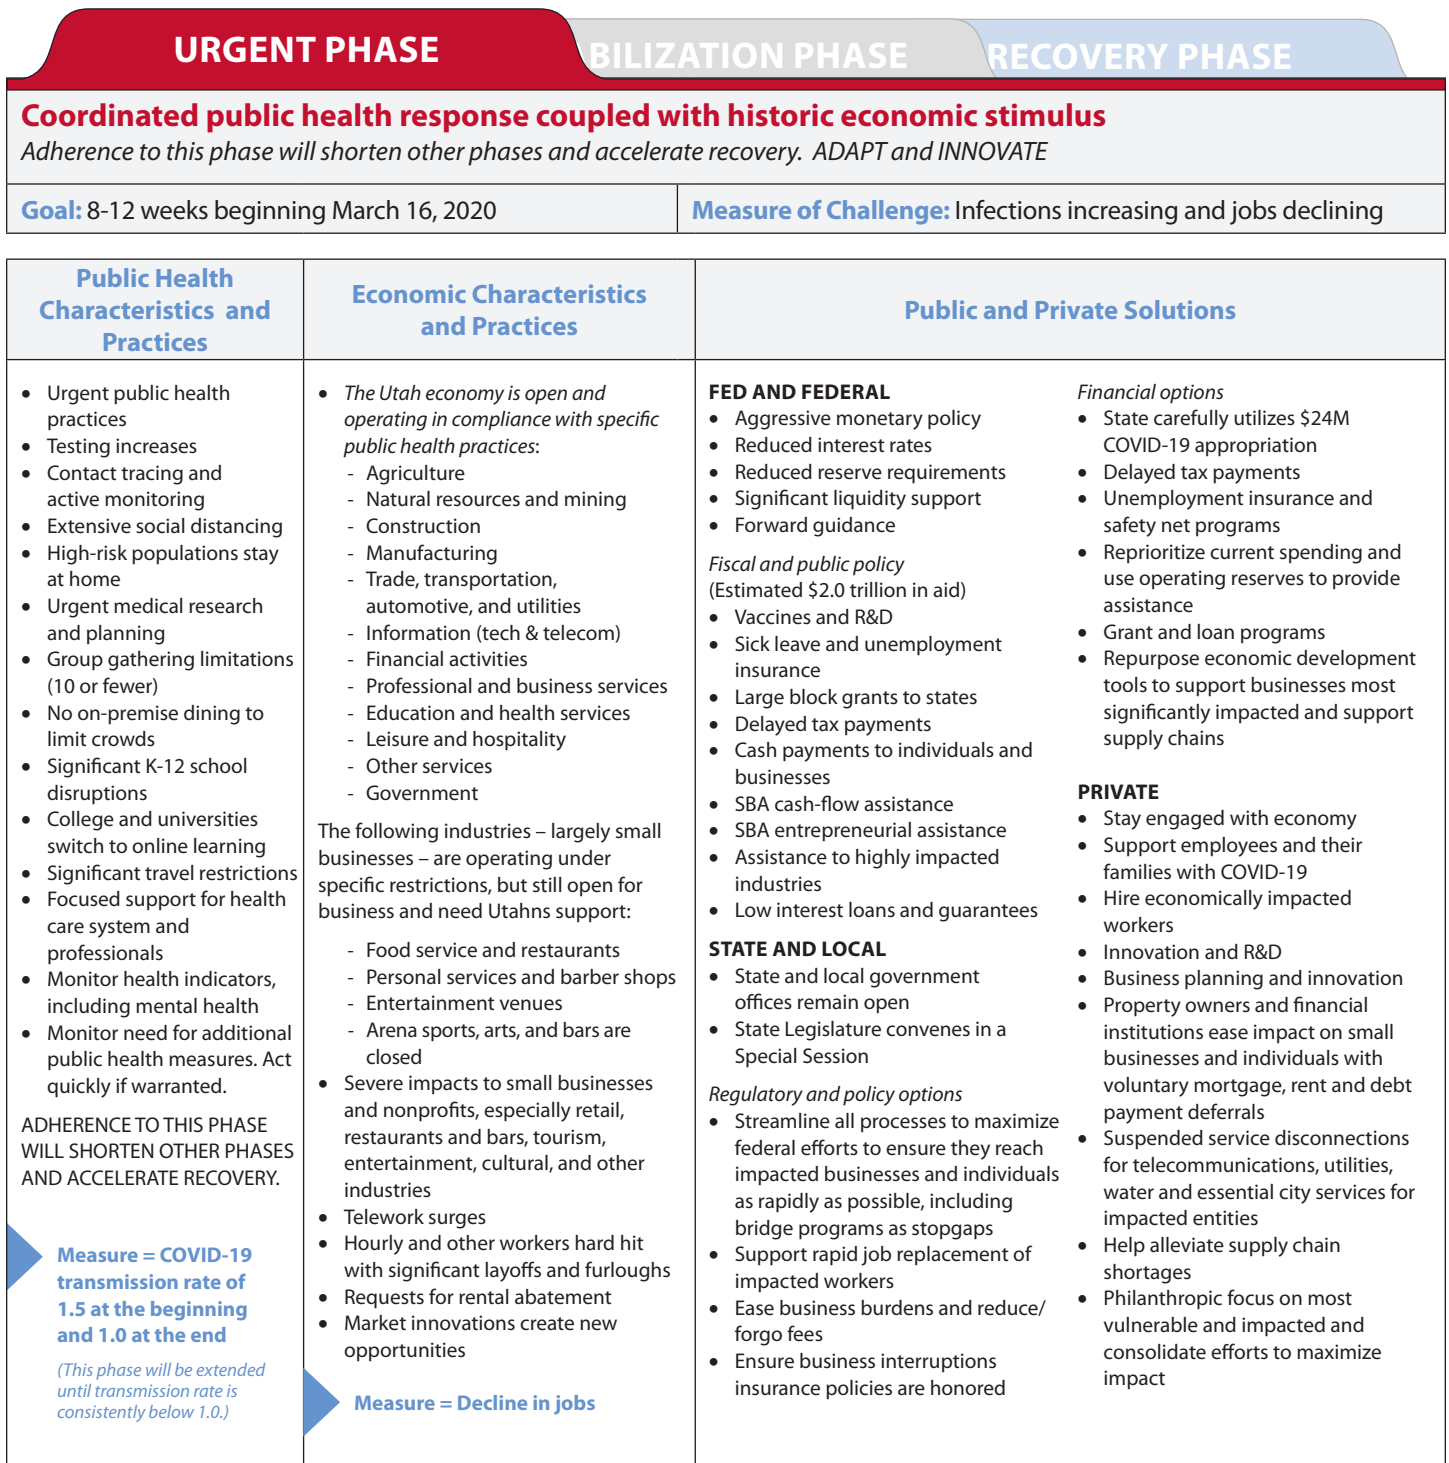 URGENT PHASE
BILIZATION PHASE
RECOVERY PHASE
Coordinated public health response coupled with historic economic stimulus
Adherence to this phase will shorten other phases and accelerate recovery. ADAPT and INNOVATE
Goal: 8-12 weeks beginning March 16, 2020
Measure of Challenge: Infections increasing and jobs declining
Public Health
Characteristics and
Practices
Economic Characteristics
and Practices
Public and Private Solutions
• Urgent public health
practices
• Testing increases
• Contact tracing and
active monitoring
• Extensive social distancing
• High-risk populations stay
at home
• Urgent medical research
and planning
• Group gathering limitations
(10 or fewer)
• No on-premise dining to
limit crowds
• Significant K-12 school
disruptions
• College and universities
switch to online learning
• Significant travel restrictions
• Focused support for health
care system and
professionals
• Monitor health indicators,
including mental health
• Monitor need for additional
public health measures. Act
quickly if warranted.
ADHERENCE TO THIS PHASE
WILL SHORTEN OTHER PHASES
AND ACCELERATE RECOVERY.
Measure = COVID-19
transmission rate of
1.5 at the beginning
and 1.0 at the end
(This phase will be extended
until transmission rate is
consistently below 1.0.)
• The Utah economy is open and
operating in compliance with specific
public health practices:
- Agriculture
- Natural resources and mining
- Construction
- Manufacturing
- Trade, transportation,
automotive, and utilities
- Information (tech & telecom)
- Financial activities
- Professional and business services
- Education and health services
- Leisure and hospitality
- Other services
- Government
The following industries – largely small
businesses – are operating under
specific restrictions, but still open for
business and need Utahns support:
- Food service and restaurants
- Personal services and barber shops
- Entertainment venues
- Arena sports, arts, and bars are
closed
• Severe impacts to small businesses
and nonprofits, especially retail,
restaurants and bars, tourism,
entertainment, cultural, and other
industries
• Telework surges
• Hourly and other workers hard hit
with significant layoffs and furloughs
• Requests for rental abatement
• Market innovations create new
opportunities
Measure = Decline in jobs
FED AND FEDERAL
• Aggressive monetary policy
• Reduced interest rates
• Reduced reserve requirements
• Significant liquidity support
• Forward guidance
Fiscal and public policy
(Estimated $2.0 trillion in aid)
• Vaccines and R&D
• Sick leave and unemployment
insurance
• Large block grants to states
• Delayed tax payments
• Cash payments to individuals and
businesses
• SBA cash-flow assistance
• SBA entrepreneurial assistance
• Assistance to highly impacted
industries
• Low interest loans and guarantees
STATE AND LOCAL
• State and local government
offices remain open
• State Legislature convenes in a
Special Session
Regulatory and policy options
• Streamline all processes to maximize
federal efforts to ensure they reach
impacted businesses and individuals
as rapidly as possible, including
bridge programs as stopgaps
• Support rapid job replacement of
impacted workers
• Ease business burdens and reduce/
forgo fees
• Ensure business interruptions
insurance policies are honored
Financial options
• State carefully utilizes $24M
COVID-19 appropriation
• Delayed tax payments
• Unemployment insurance and
safety net programs
• Reprioritize current spending and
use operating reserves to provide
assistance
• Grant and loan programs
• Repurpose economic development
tools to support businesses most
significantly impacted and support
supply chains
PRIVATE
• Stay engaged with economy
• Support employees and their
families with COVID-19
• Hire economically impacted
workers
• Innovation and R&D
• Business planning and innovation
• Property owners and financial
institutions ease impact on small
businesses and individuals with
voluntary mortgage, rent and debt
payment deferrals
• Suspended service disconnections
for telecommunications, utilities,
water and essential city services for
impacted entities
• Help alleviate supply chain
shortages
• Philanthropic focus on most
vulnerable and impacted and
consolidate efforts to maximize
impact